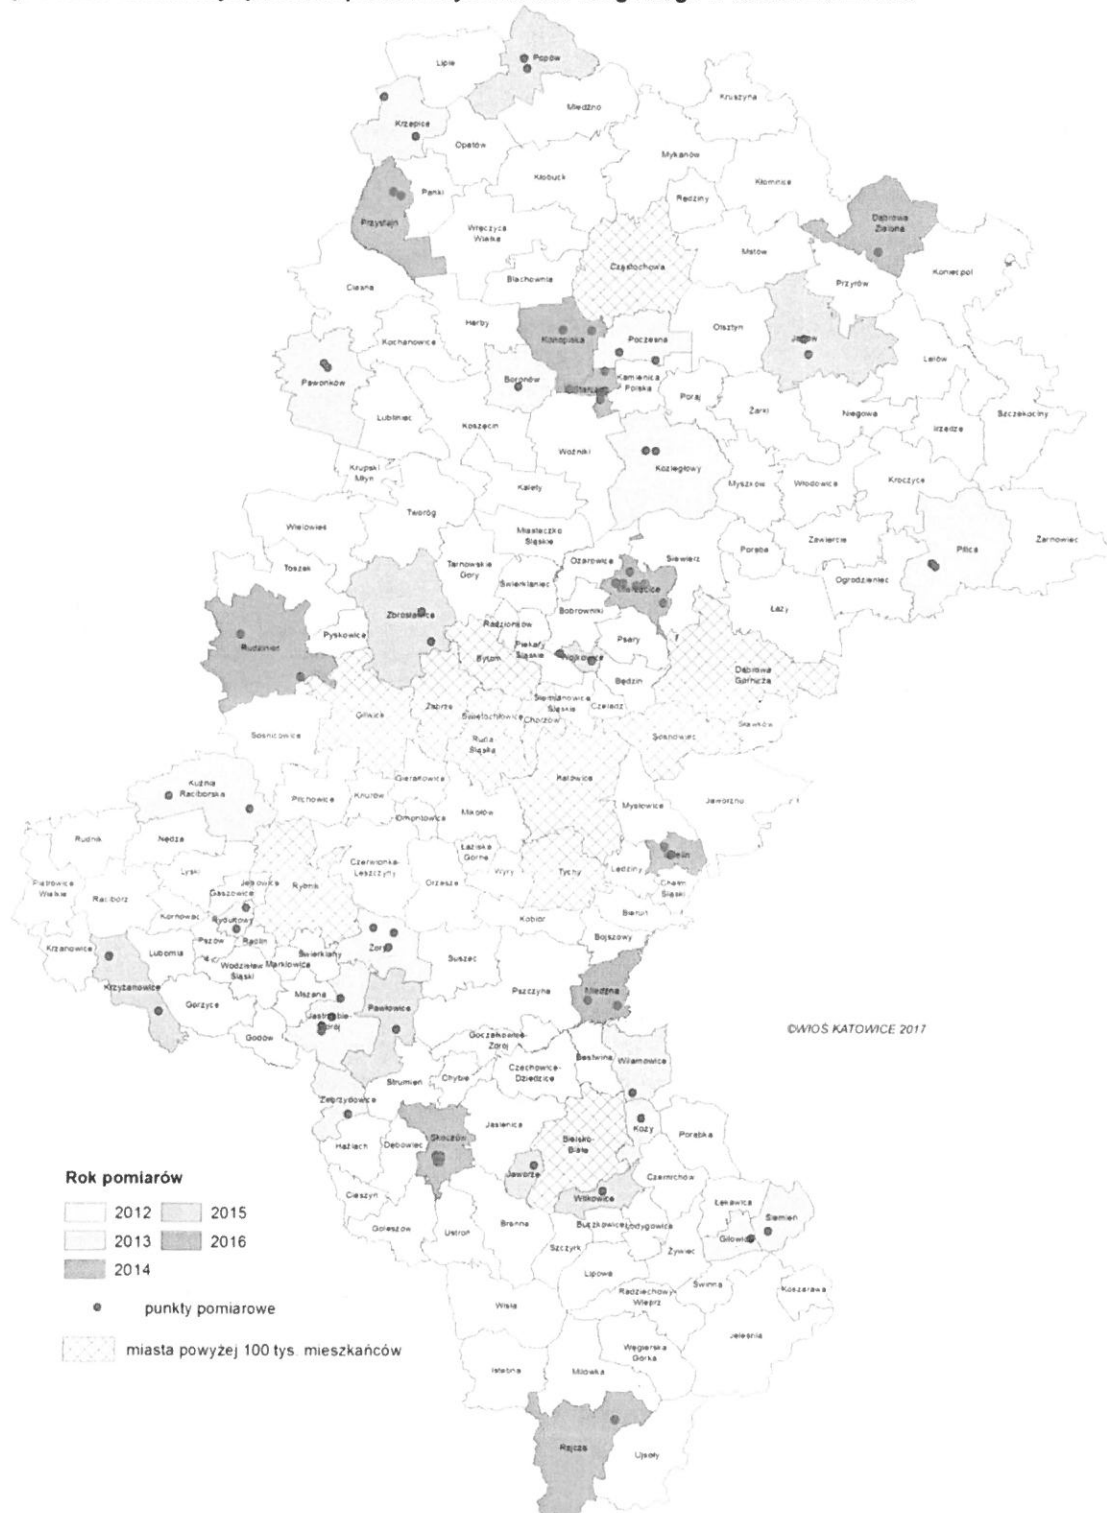 Lipie
Popów
Miedźno
Kruszyna
Krzepice
Opatów
Mykanów
Kłobuck
Kłomnice
Panki
Rędziny
Przystajń
Dąbrowa
Zielona
Wręczyca
Wielka
Mstów
Częstochowa
Koniecpol
Blachownia
Przyrów
Ciasna
Herby
Olsztyn
Konopiska
Poczesna
Janów
Kochanowice
Lelów
Pawonków
Boronów
Kamienica
Polska
Poraj
Żarki
Niegowa
Szczekociny
Lubliniec
Koszęcin
Irządze
Woźniki
Koziegłowy
Krupski
Młyn
Kalety
Myszków
Włodowice
Kroczyce
Tworóg
Wielowieś
Miasteczko
Śląskie
Poręba
Zawiercie
Pilica
Żarnowiec
Toszek
Tarnowskie
Góry
Ożarowice
Siewierz
Świerklaniec
Ogrodzieniec
Zbrosławice
Bobrowniki
Łazy
Radzionków
Pyskowice
Psary
Rudziniec
Bytom
Piekary
Śląskie
Wojkowice
Dąbrowa
Górnicza
Będzin
Siemianowice
Śląskie
Czeladź
Zabrze
Gliwice
Świętochłowice
Chorzów
Sławków
Sośnicowice
Ruda
Śląska
Sosnowiec
Katowice
Kuźnia
Raciborska
Gierałtowice
Pilchowice
Knurów
Mysłowice
Jaworzno
Ornontowice
Mikołów
Rudnik
Nędza
Łaziska
Górne
Czerwionka-
Leszczyny
Lyski
Wyry
Tychy
Lędziny
Pietrowice
Wielkie
Jejkowice
Rybnik
Orzesze
Chełm
Śląski
Gaszowice
Racibórz
Kornowac
Rydułtowy
Kobiór
Bieruń
Bojszowy
Krzanowice
Lubomia
Pszów
Radlin
Świerklany
Żory
Suszec
Wodzisław
Śląski
Marklowice
Krzyżanowice
Pszczyna
Miedźna
Gorzyce
Mszana
Pawłowice
Jastrzębie-
Zdrój
Godów
Goczałkowice-
Zdrój
©WIOŚ KATOWICE 2017
Bestwina
Wilamowice
Czechowice-
Dziedzice
Strumień
Chybie
Zebrzydowice
Jasienica
Kozy
Skoczów
Bielsko-
Biała
Porąbka
Hażlach
Dębowiec
Jaworze
Czernichów
Cieszyn
Wilkowice
Łękawica
Ślemień
Goleszów
Ustroń
Brenna
Buczkowice
Łodygowice
Gilowice
Szczyrk
Żywiec
Lipowa
Świnna
Koszarawa
Radziechowy-
Wieprz
Wisła
Jeleśnia
Węgierska
Górka
Istebna
Milówka
Rajcza
Ujsoły
Rok pomiarów
2012
2015
2013
2016
2014
punkty pomiarowe
miasta powyżej 100 tys. mieszkańców